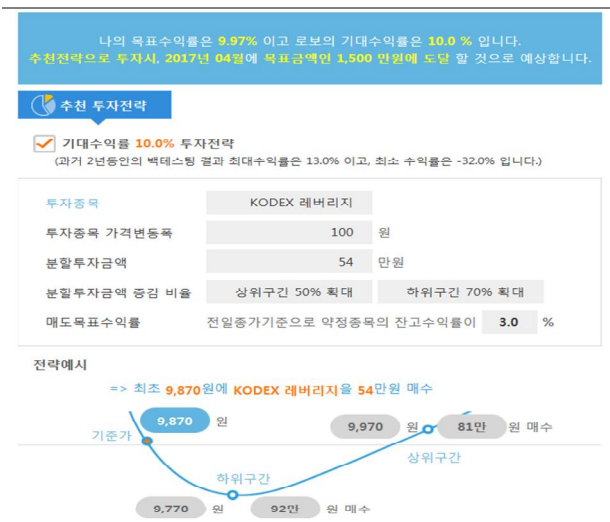 나의 목표수익률은 9.97% 이고 로보의 기대수익률은 10.0 % 입니다.
추천전략으로 투자시, 2017년 04월에 목표금액인 1,500 만원에 도달 할 것으로 예상합니다.
추천 투자전략
기대수익률 10.0% 투자전략
(과거 2년동안의 백테스팅 결과 최대수익률은 13.0% 이고, 최소 수익률은 -32.0% 입니다.)
투자종목 KODEX 레버리지
투자종목 가격변동폭 100 원
분할투자금액 54 만원
분할투자금액 증감 비율 상위구간 50% 확대 하위구간 70% 확대
매도목표수익률 전일종가기준으로 약정종목의 잔고수익률이 3.0 %
전략예시
=> 최초 9,870원에 KODEX 레버리지을 54만원 매수
9,870 원
기준가
9,970 원 81만 원 매수
상위구간
하위구간
9,770 원 92만 원 매수